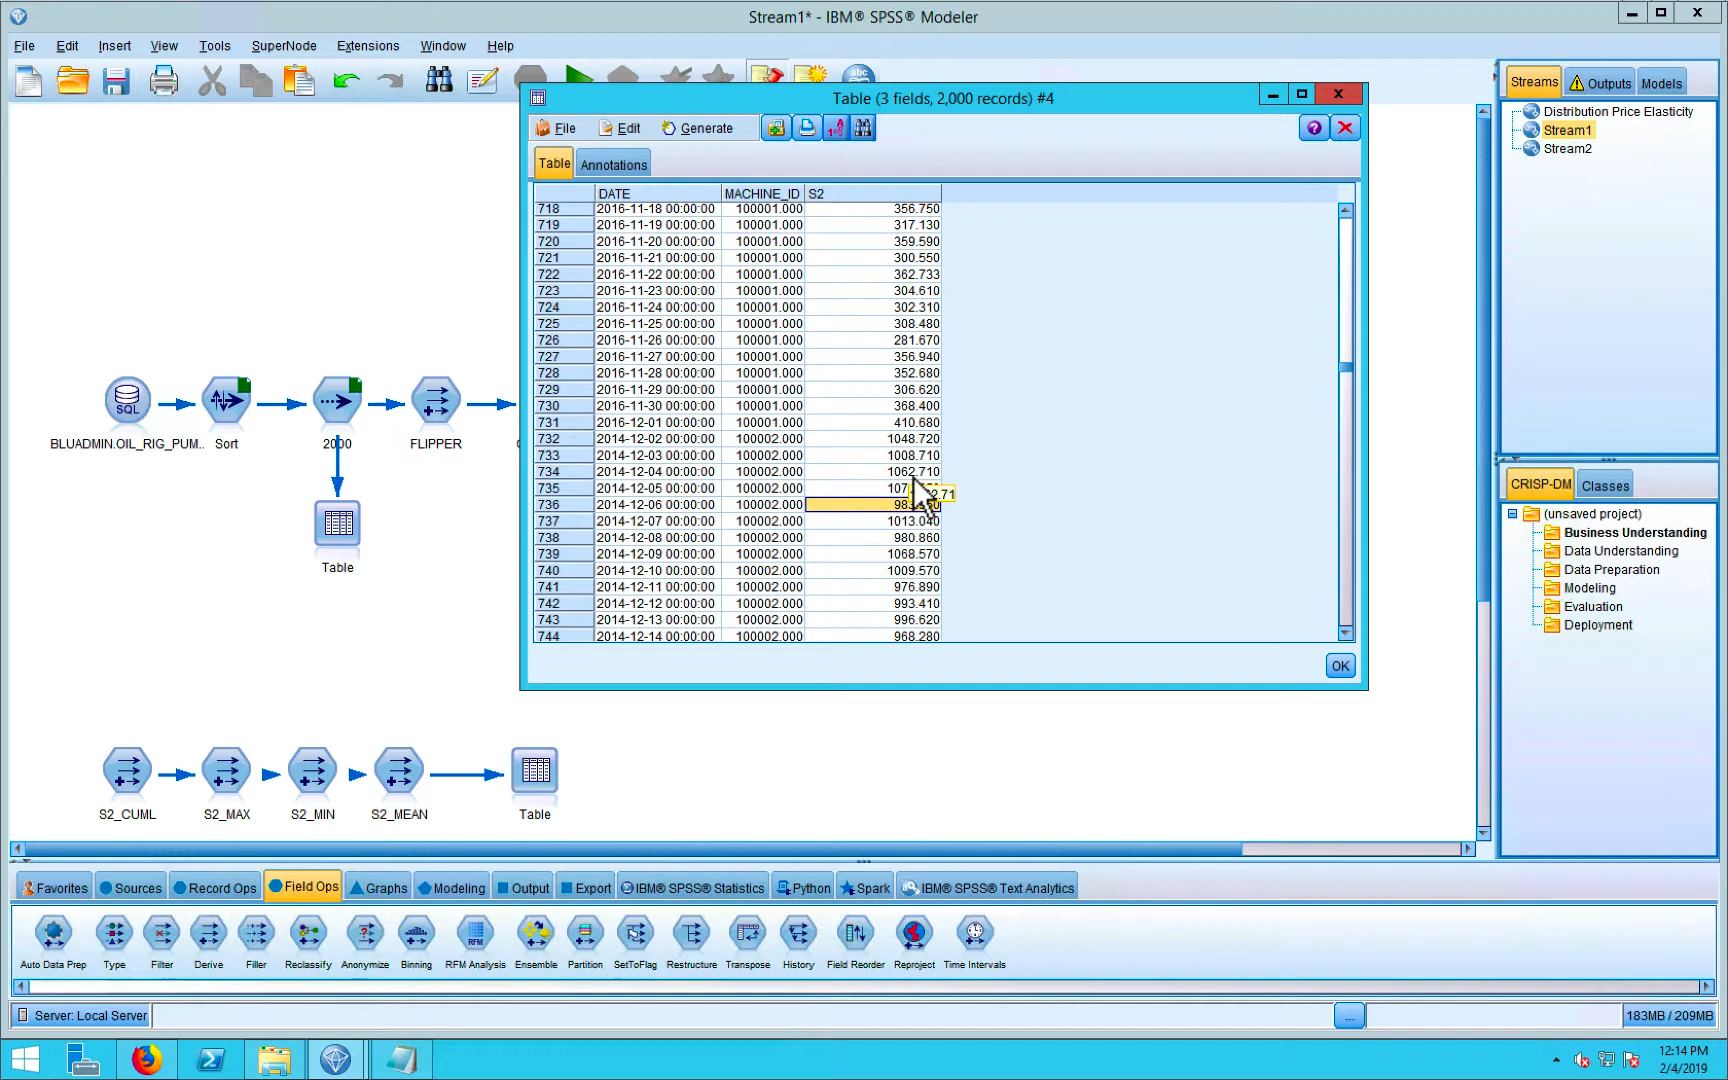 Stream1* - IBM® SPSS® Modeler
File Edit Insert View Tools SuperNode Extensions Window Help
Table (3 fields, 2,000 records) #4
File Edit Generate
Table Annotations
DATE MACHINE_ID S2
718 2016-11-18 00:00:00 100001.000 356.750
719 2016-11-19 00:00:00 100001.000 317.130
720 2016-11-20 00:00:00 100001.000 359.590
721 2016-11-21 00:00:00 100001.000 300.550
722 2016-11-22 00:00:00 100001.000 362.733
723 2016-11-23 00:00:00 100001.000 304.610
724 2016-11-24 00:00:00 100001.000 302.310
725 2016-11-25 00:00:00 100001.000 308.480
726 2016-11-26 00:00:00 100001.000 281.670
727 2016-11-27 00:00:00 100001.000 356.940
728 2016-11-28 00:00:00 100001.000 352.680
729 2016-11-29 00:00:00 100001.000 306.620
730 2016-11-30 00:00:00 100001.000 368.400
731 2016-12-01 00:00:00 100001.000 410.680
732 2014-12-02 00:00:00 100002.000 1048.720
733 2014-12-03 00:00:00 100002.000 1008.710
734 2014-12-04 00:00:00 100002.000 1062.710
735 2014-12-05 00:00:00 100002.000
736 2014-12-06 00:00:00 100002.000
737 2014-12-07 00:00:00 100002.000 1013.040
738 2014-12-08 00:00:00 100002.000 980.860
739 2014-12-09 00:00:00 100002.000 1068.570
740 2014-12-10 00:00:00 100002.000 1009.570
741 2014-12-11 00:00:00 100002.000 976.890
742 2014-12-12 00:00:00 100002.000 993.410
743 2014-12-13 00:00:00 100002.000 996.620
744 2014-12-14 00:00:00 100002.000 968.280
OK
SQL
BLUADMIN.OIL_RIG_PUM... Sort 2000 FLIPPER
Table
S2_CUML S2_MAX S2_MIN S2_MEAN Table
Streams Outputs Models
Distribution Price Elasticity
Stream1
Stream2
CRISP-DM Classes
(unsaved project)
Business Understanding
Data Understanding
Data Preparation
Modeling
Evaluation
Deployment
Favorites Sources Record Ops Field Ops Graphs Modeling Output Export IBM® SPSS® Statistics Python Spark IBM® SPSS® Text Analytics
Auto Data Prep Type Filter Derive Filler Reclassify Anonymize Binning RFM Analysis Ensemble Partition SetToFlag Restructure Transpose History Field Reorder Reproject Time Intervals
Server: Local Server ... 183MB / 209MB
12:14 PM
2/4/2019